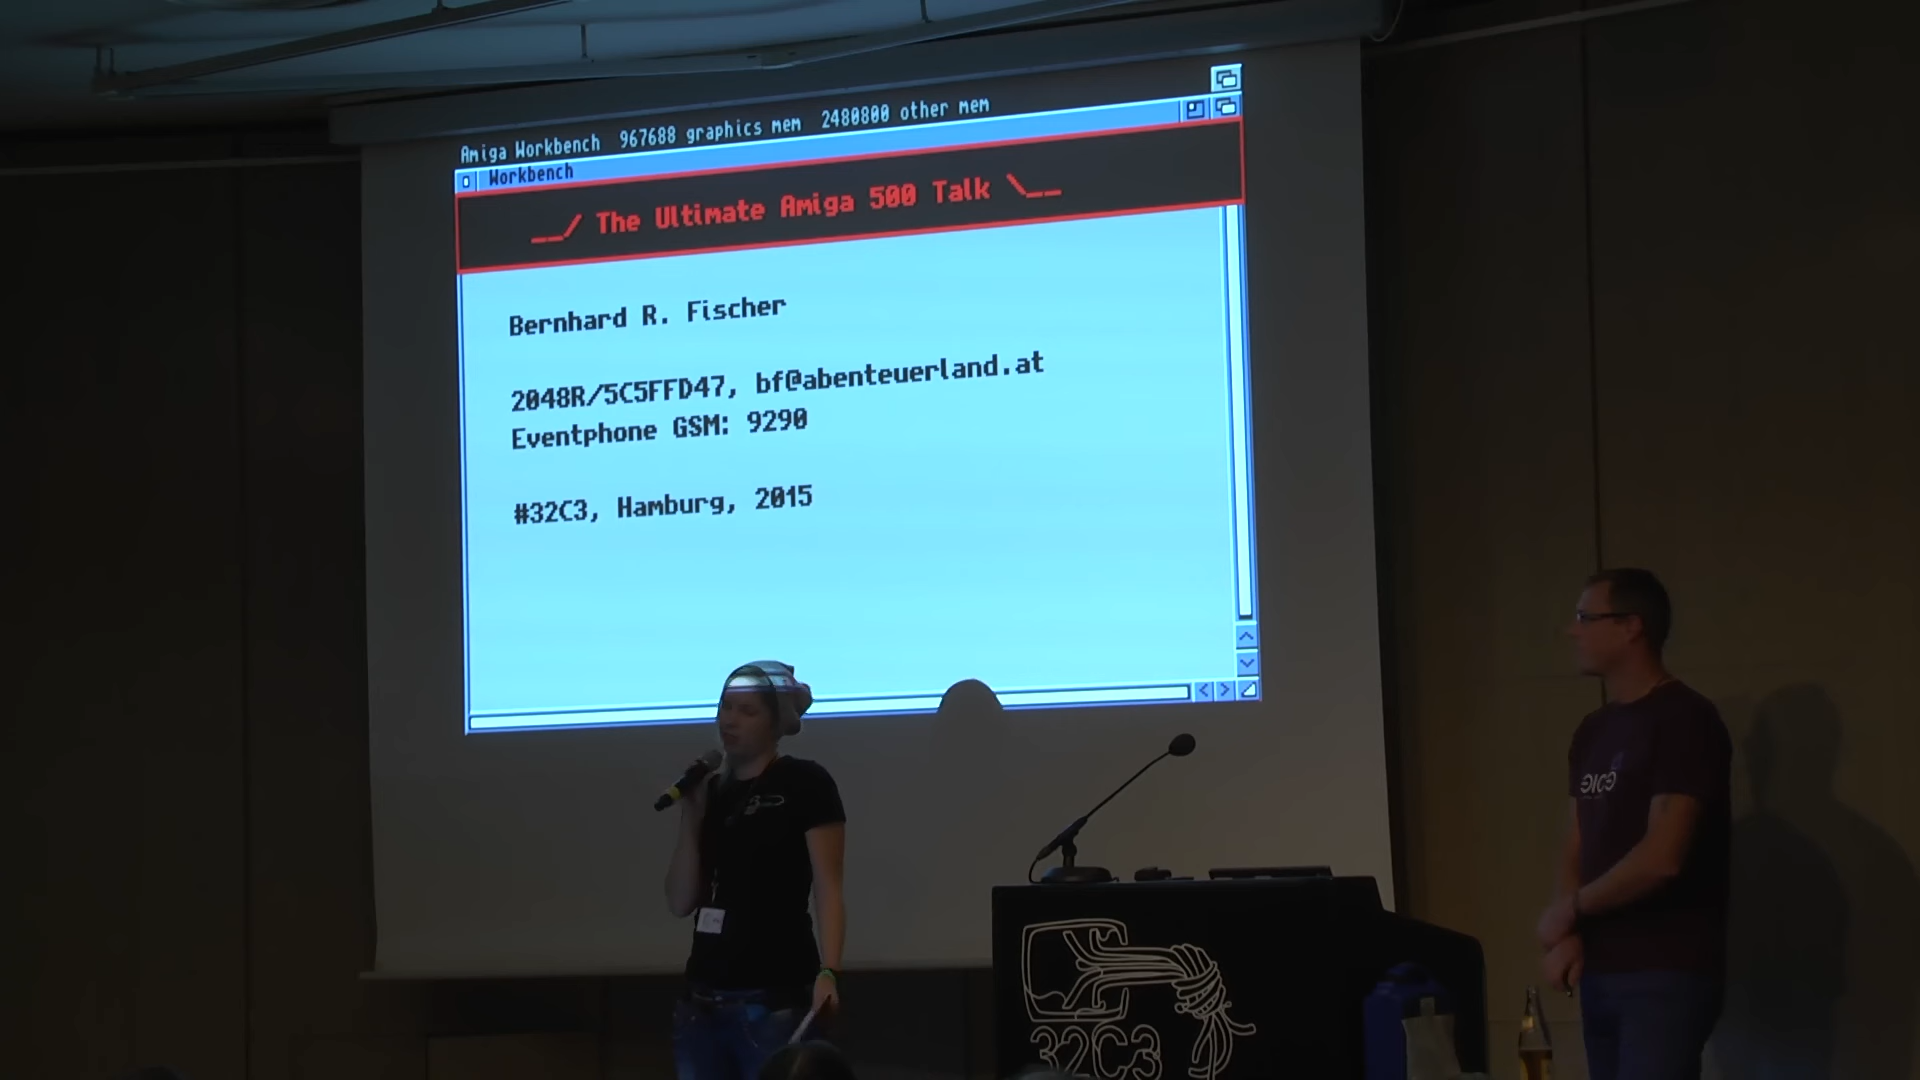 Amiga Workbench  967688 graphics mem  2480800 other mem
Workbench
__/ The Ultimate Amiga 500 Talk \__
Bernhard R. Fischer
2048R/5C5FFD47, bf@abenteuerland.at
Eventphone GSM: 9290
#32C3, Hamburg, 2015
32C3